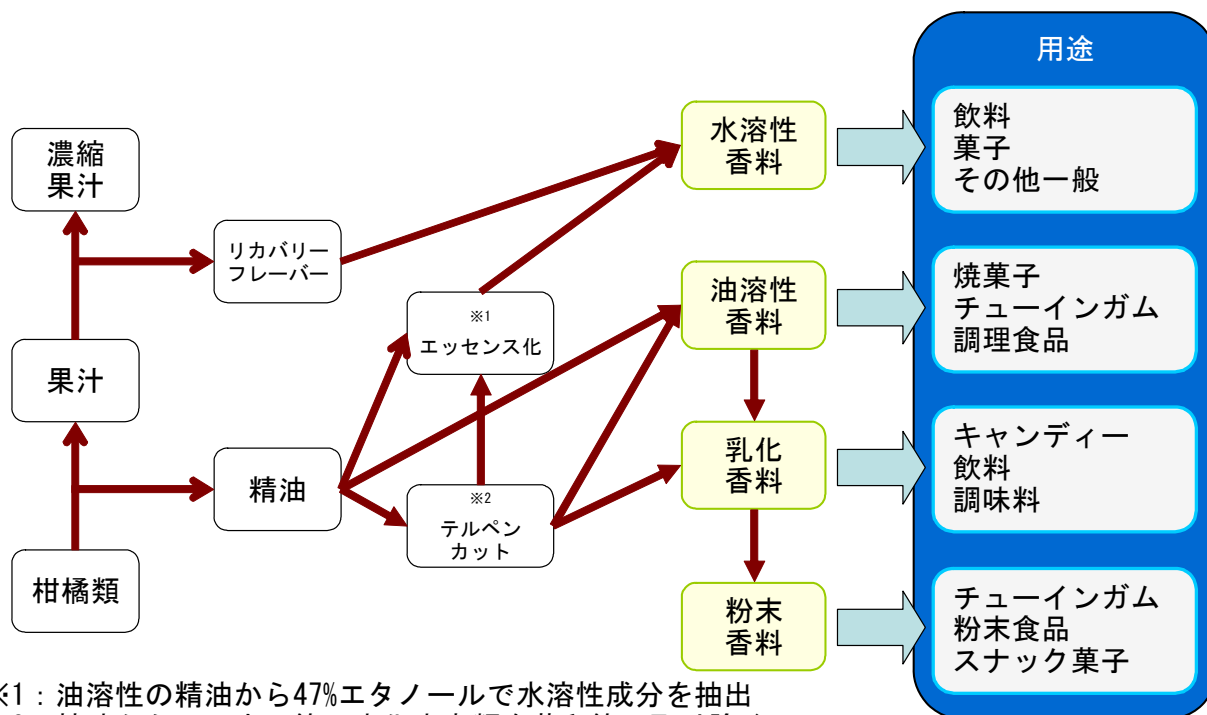 用途
濃縮
果汁
リカバリー
フレーバー
果汁
精油
柑橘類
※1
エッセンス化
※2
テルペン
カット
水溶性
香料
油溶性
香料
乳化
香料
粉末
香料
飲料
菓子
その他一般
焼菓子
チューインガム
調理食品
キャンディー
飲料
調味料
チューインガム
粉末食品
スナック菓子
※1：油溶性の精油から47%エタノールで水溶性成分を抽出